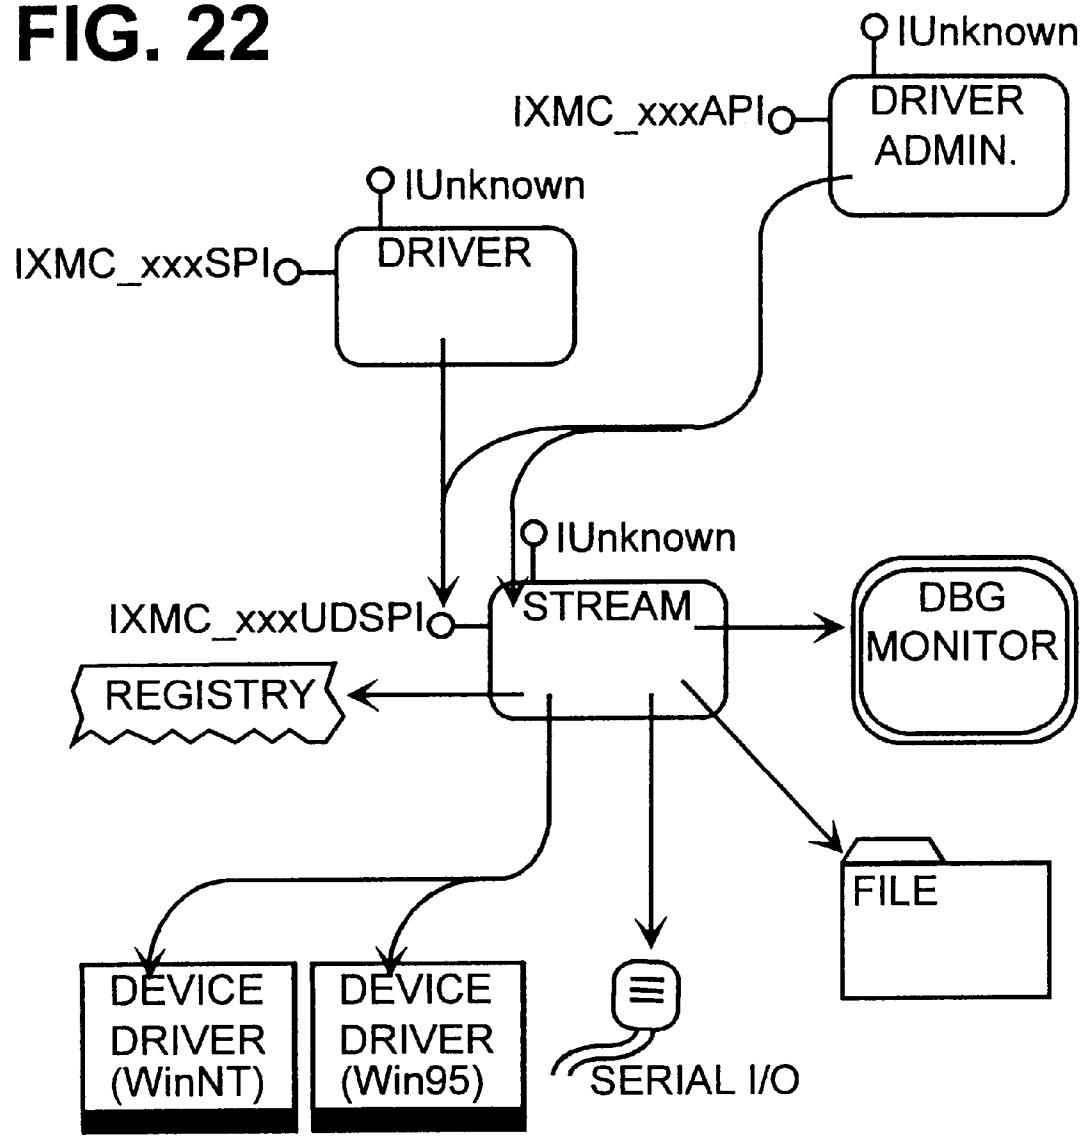 FIG. 22
IUnknown
IXMC_xxxAPI
DRIVER
ADMIN.
IUnknown
IXMC_xxxSPI
DRIVER
IUnknown
IXMC_xxxUDSPI
STREAM
DBG
MONITOR
REGISTRY
FILE
DEVICE
DRIVER
(WinNT)
DEVICE
DRIVER
(Win95)
SERIAL I/O